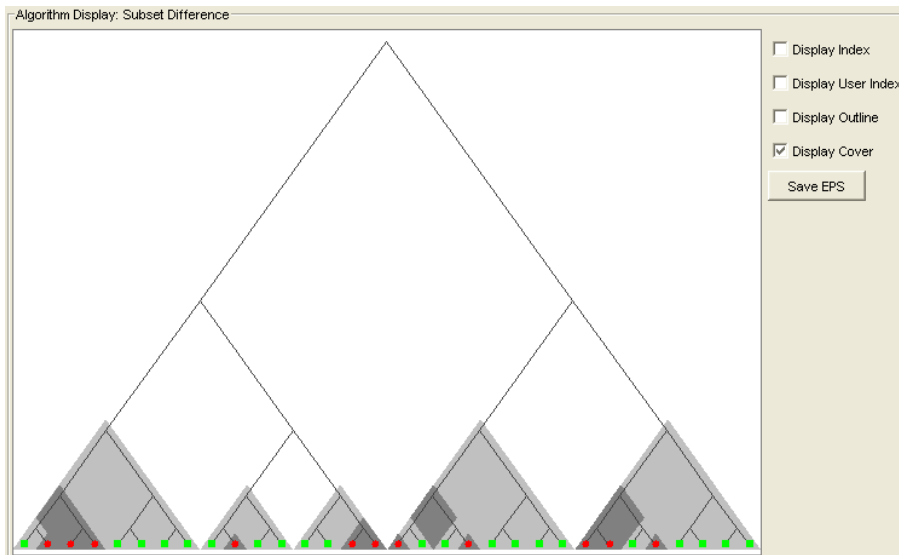 Algorithm Display: Subset Difference
Display Index
Display User Index
Display Outline
Display Cover
Save EPS